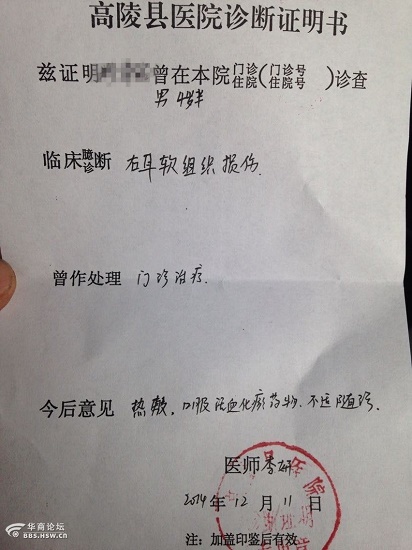 高陵县医院诊断证明书
兹证明 曾在本院门诊住院(门诊号住院号 )诊查
男 4岁半
临床诊断 右耳软组织损伤.
曾作处理 门诊治疗.
今后意见 热敷,口服活血化瘀药物.不适随诊.
医师 李妍
2014年12月11日
注:加盖印鉴后有效
华商论坛
BBS.HSW.CN